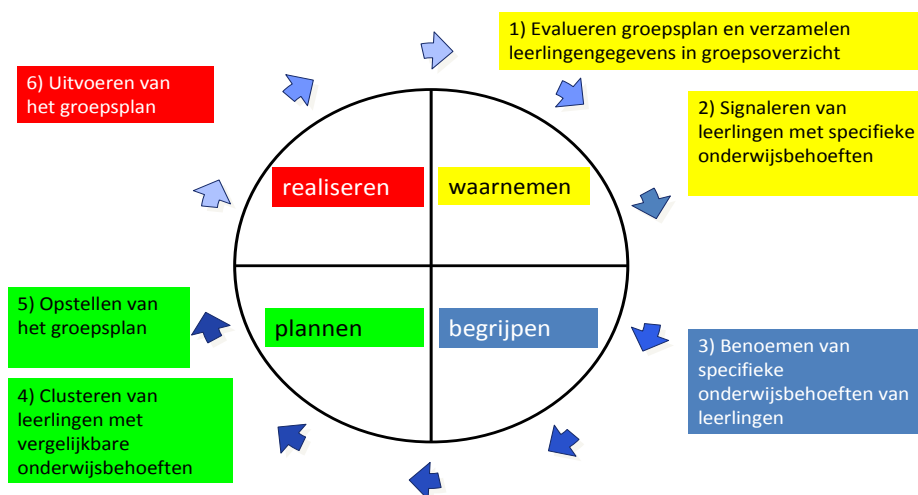 1) Evalueren groepsplan en verzamelen
leerlingengegevens in groepsoverzicht
2) Signaleren van
leerlingen met specifieke
onderwijsbehoeften
3) Benoemen van
specifieke
onderwijsbehoeften van
leerlingen
4) Clusteren van
leerlingen met
vergelijkbare
onderwijsbehoeften
5) Opstellen van
het groepsplan
6) Uitvoeren van
het groepsplan
realiseren
waarnemen
plannen
begrijpen